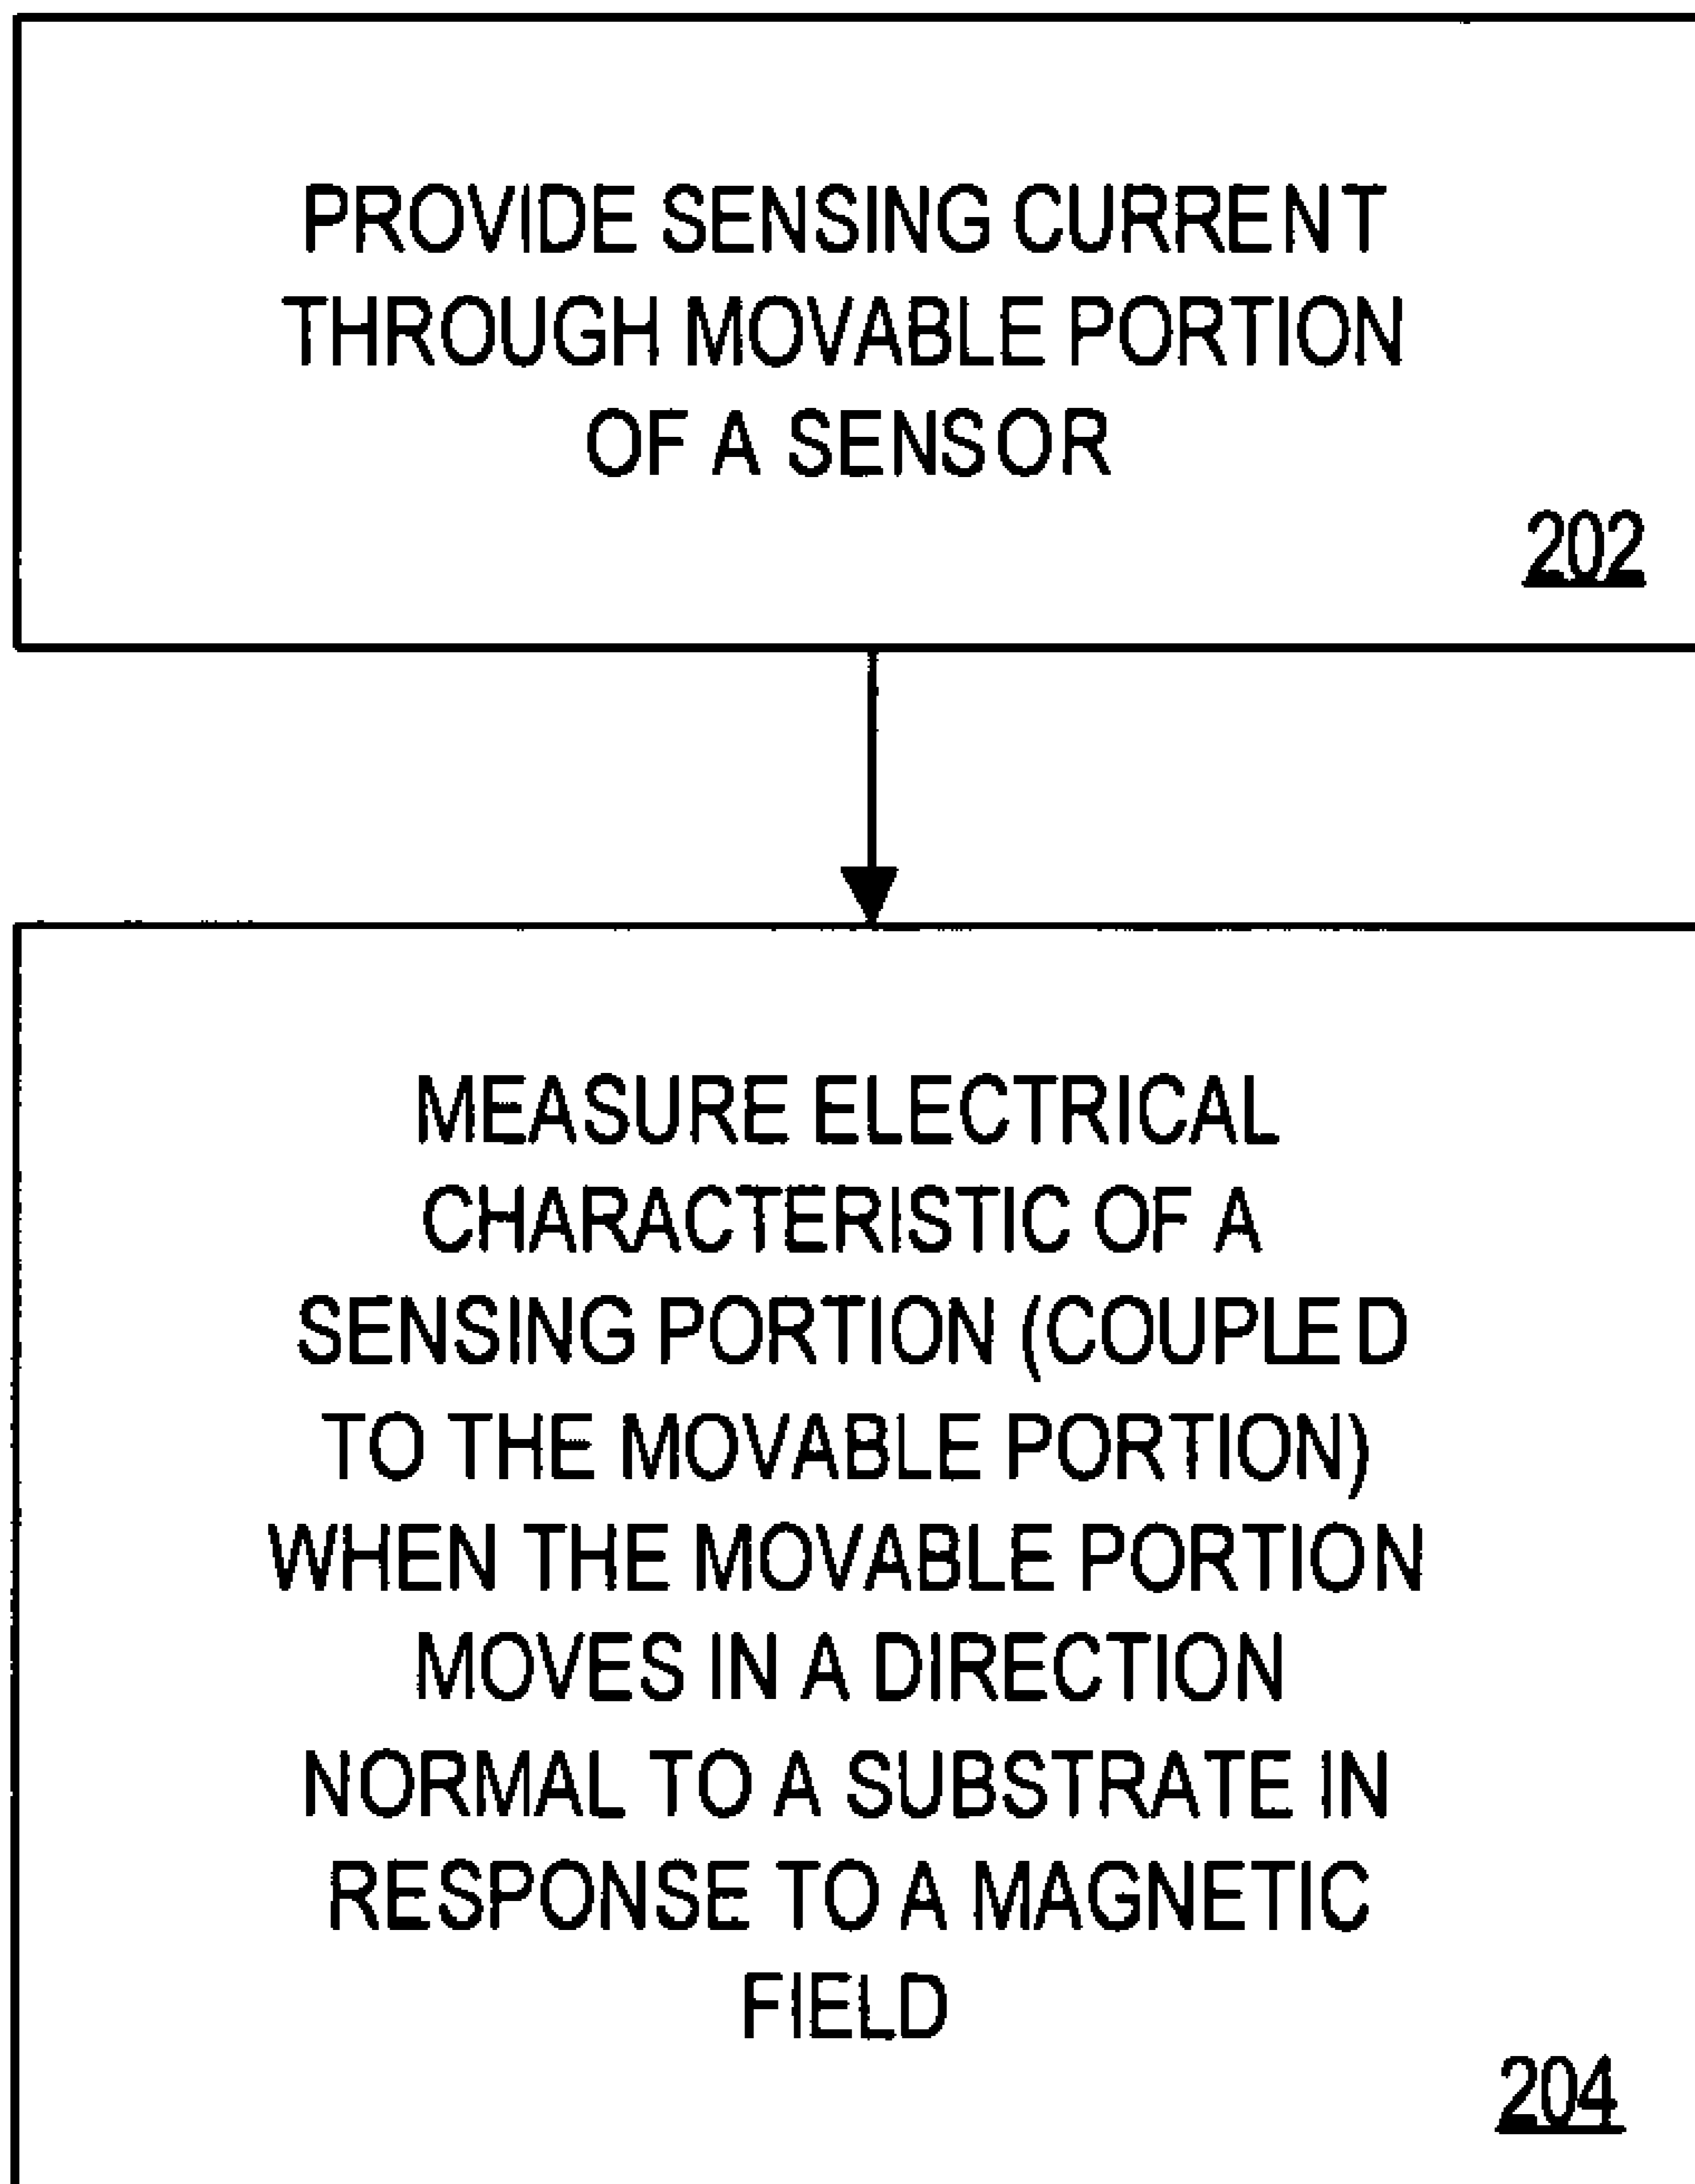 PROVIDE SENSING CURRENT
THROUGH MOVABLE PORTION
OF A SENSOR
202
MEASURE ELECTRICAL
CHARACTERISTIC OF A
SENSING PORTION (COUPLED
TO THE MOVABLE PORTION)
WHEN THE MOVABLE PORTION
MOVES IN A DIRECTION
NORMAL TO A SUBSTRATE IN
RESPONSE TO A MAGNETIC
FIELD
204